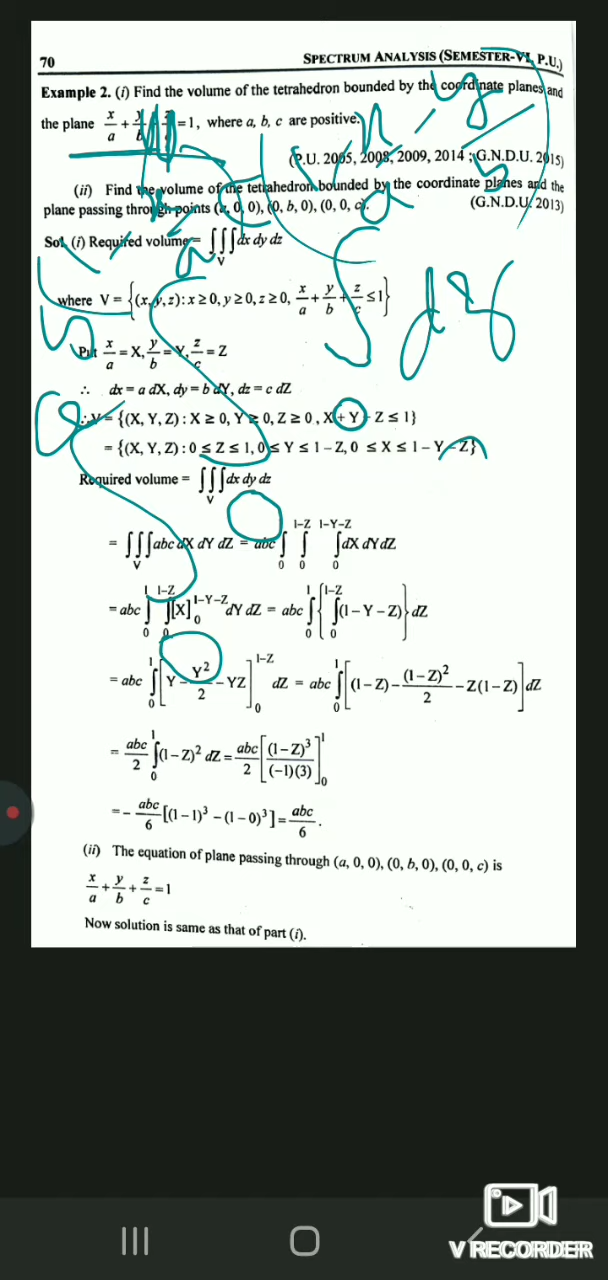 70 SPECTRUM ANALYSIS (SEMESTER-VI, P.U.)
Example 2. (i) Find the volume of the tetrahedron bounded by the coordinate planes and
the plane x/a + y/b + z/c = 1, where a, b, c are positive.
(P.U. 2005, 2008, 2009, 2014 ; G.N.D.U. 2015)
(ii) Find the volume of the tetrahedron bounded by the coordinate planes and the
plane passing through points (a, 0, 0), (0, b, 0), (0, 0, c). (G.N.D.U. 2013)
Sol. (i) Required volume = ∫∫∫_V dx dy dz
where V = {(x, y, z) : x ≥ 0, y ≥ 0, z ≥ 0, x/a + y/b + z/c ≤ 1}
Put x/a = X, y/b = Y, z/c = Z
∴ dx = a dX, dy = b dY, dz = c dZ
∴ V = {(X, Y, Z) : X ≥ 0, Y ≥ 0, Z ≥ 0, X + Y + Z ≤ 1}
= {(X, Y, Z) : 0 ≤ Z ≤ 1, 0 ≤ Y ≤ 1 – Z, 0 ≤ X ≤ 1 – Y – Z}
Required volume = ∫∫∫_V dx dy dz
= ∫∫∫_V abc dX dY dZ = abc ∫_0 ∫_0^{1–Z} ∫_0^{1–Y–Z} dX dY dZ
= abc ∫_0^1 ∫_0^{1–Z} [X]_0^{1–Y–Z} dY dZ = abc ∫_0^1 {∫_0^{1–Z} (1 – Y – Z)} dZ
= abc ∫_0^1 [Y – Y²/2 – YZ]_0^{1–Z} dZ = abc ∫_0^1 [(1 – Z) – (1 – Z)²/2 – Z(1 – Z)] dZ
= abc/2 ∫_0^1 (1 – Z)² dZ = abc/2 [(1 – Z)³/(–1)(3)]_0^1
= – abc/6 [(1 – 1)³ – (1 – 0)³] = abc/6.
(ii) The equation of plane passing through (a, 0, 0), (0, b, 0), (0, 0, c) is
x/a + y/b + z/c = 1
Now solution is same as that of part (i).
V RECORDER